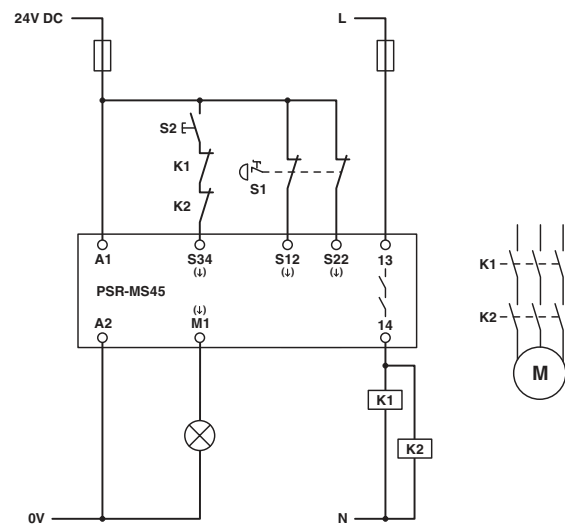 24V DC
L
S2
K1
K2
S1
A1
S34
(↓)
S12
(↓)
S22
(↓)
13
PSR-MS45
A2
(↓)
M1
14
K1
K2
K1
K2
M
0V
N